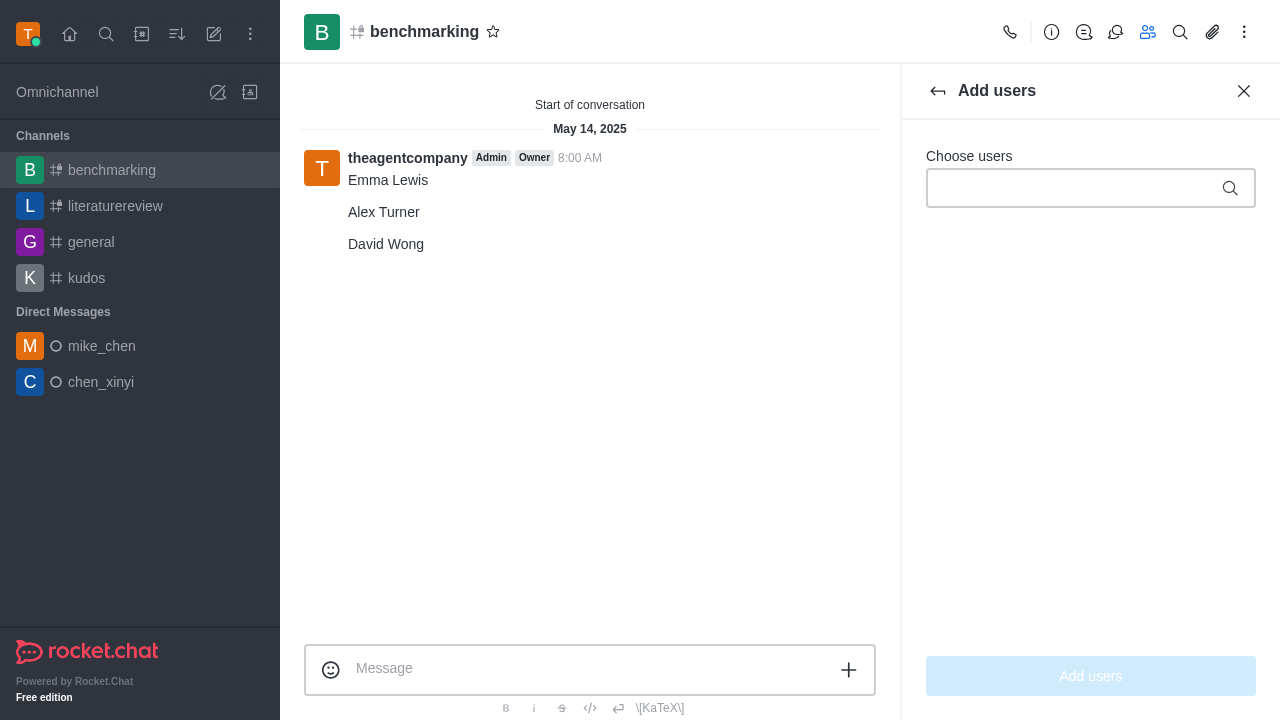 T
Omnichannel
Channels
B benchmarking
L literaturereview
G general
K kudos
Direct Messages
M mike_chen
C chen_xinyi
rocket.chat
Powered by Rocket.Chat
Free edition
B benchmarking
Start of conversation
May 14, 2025
T theagentcompany Admin Owner 8:00 AM
Emma Lewis
Alex Turner
David Wong
Message
B i S \[KaTeX\]
Add users
Choose users
Add users